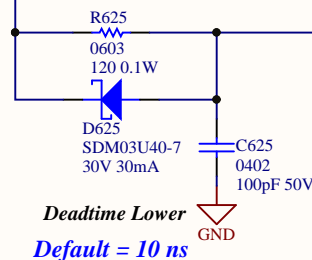 R625
0603
120 0.1W
D625
SDM03U40-7
30V 30mA
C625
0402
100pF 50V
Deadtime Lower
GND
Default = 10 ns